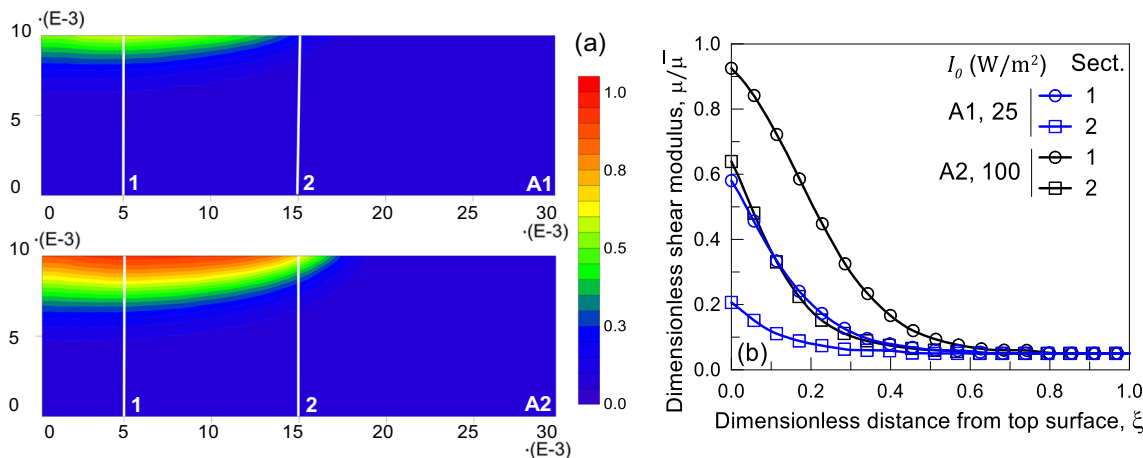 10 ·(E-3)
5
0
1 2 A1
0 5 10 15 20 25 30
·(E-3) ·(E-3)
10
5
0
1 2 A2
0 5 10 15 20 25 30
·(E-3)
(a)
1.0
0.8
0.6
0.5
0.3
0.0
Dimensionless shear modulus, μ/μ̅
1.0
0.8
0.6
0.4
0.2
0.0
I₀ (W/m²) Sect.
A1, 25 1
2
A2, 100 1
2
(b)
0.0 0.2 0.4 0.6 0.8 1.0
Dimensionless distance from top surface, ξ